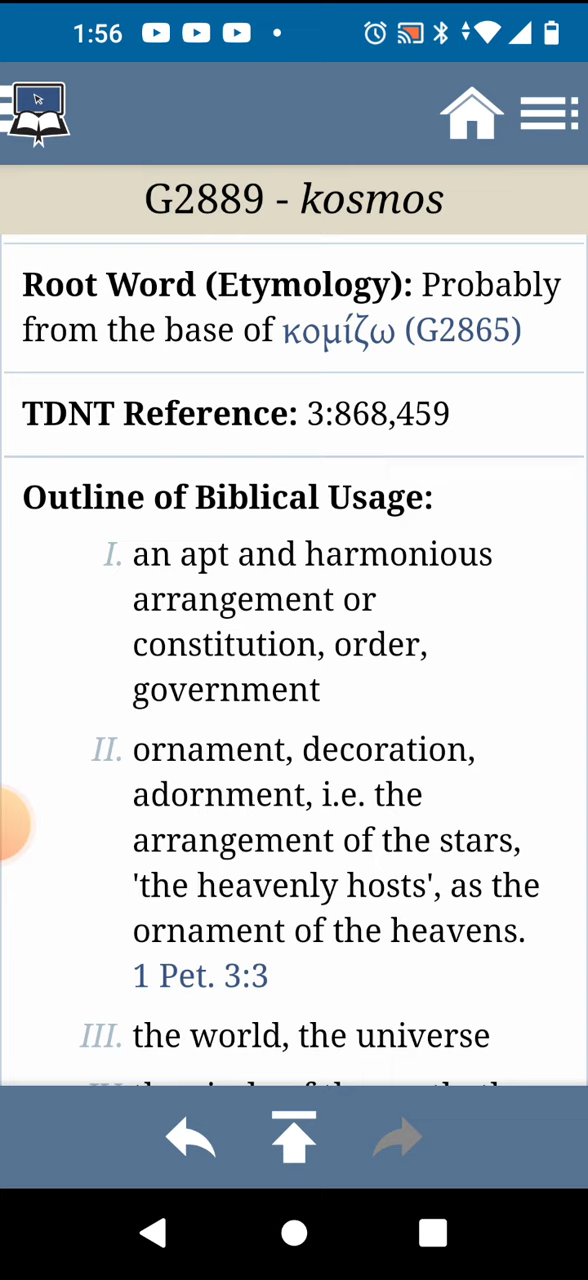 1:56
G2889 - kosmos
Root Word (Etymology): Probably
from the base of κομίζω (G2865)
TDNT Reference: 3:868,459
Outline of Biblical Usage:
I. an apt and harmonious
arrangement or
constitution, order,
government
II. ornament, decoration,
adornment, i.e. the
arrangement of the stars,
'the heavenly hosts', as the
ornament of the heavens.
1 Pet. 3:3
III. the world, the universe